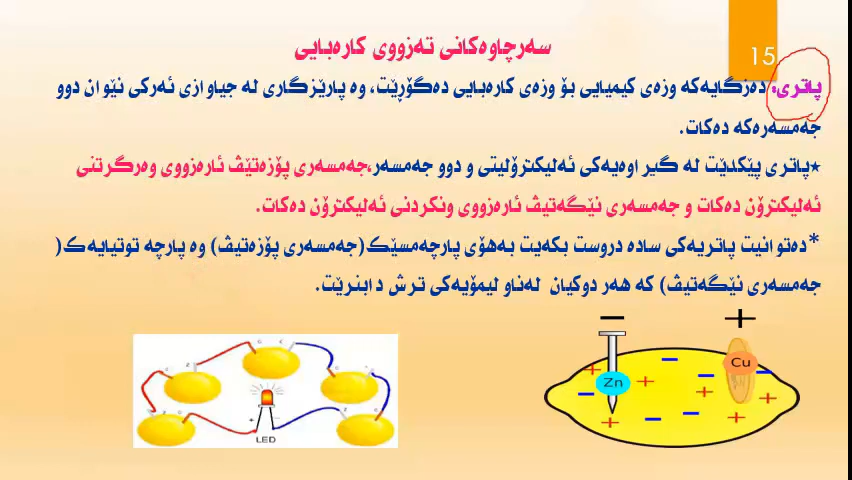 سەرچاوەکانی تەزووی کارەبایی
15
پاتری: دەزگایەکە وزەی کیمیایی بۆ وزەی کارەبایی دەگۆڕێت، وە پارێزگاری لە جیاوازی ئەرکی نێوان دوو
جەمسەرەکە دەکات.
٭پاتری پێکدێت لە گیراوەیەکی ئەلیکترۆلیتی و دوو جەمسەر،جەمسەری پۆزەتێڤ ئارەزووی وەرگرتنی
ئەلیکترۆن دەکات و جەمسەری نێگەتیڤ ئارەزووی ونکردنی ئەلیکترۆن دەکات.
*دەتوانیت پاتریەکی سادە دروست بکەیت بەهۆی پارچەمسێک(جەمسەری پۆزەتیڤ) وە پارچە توتیایەک(
جەمسەری نێگەتیڤ) کە هەر دوکیان لەناو لیمۆیەکی ترش دابنرێت.
− +
Zn Cu
LED